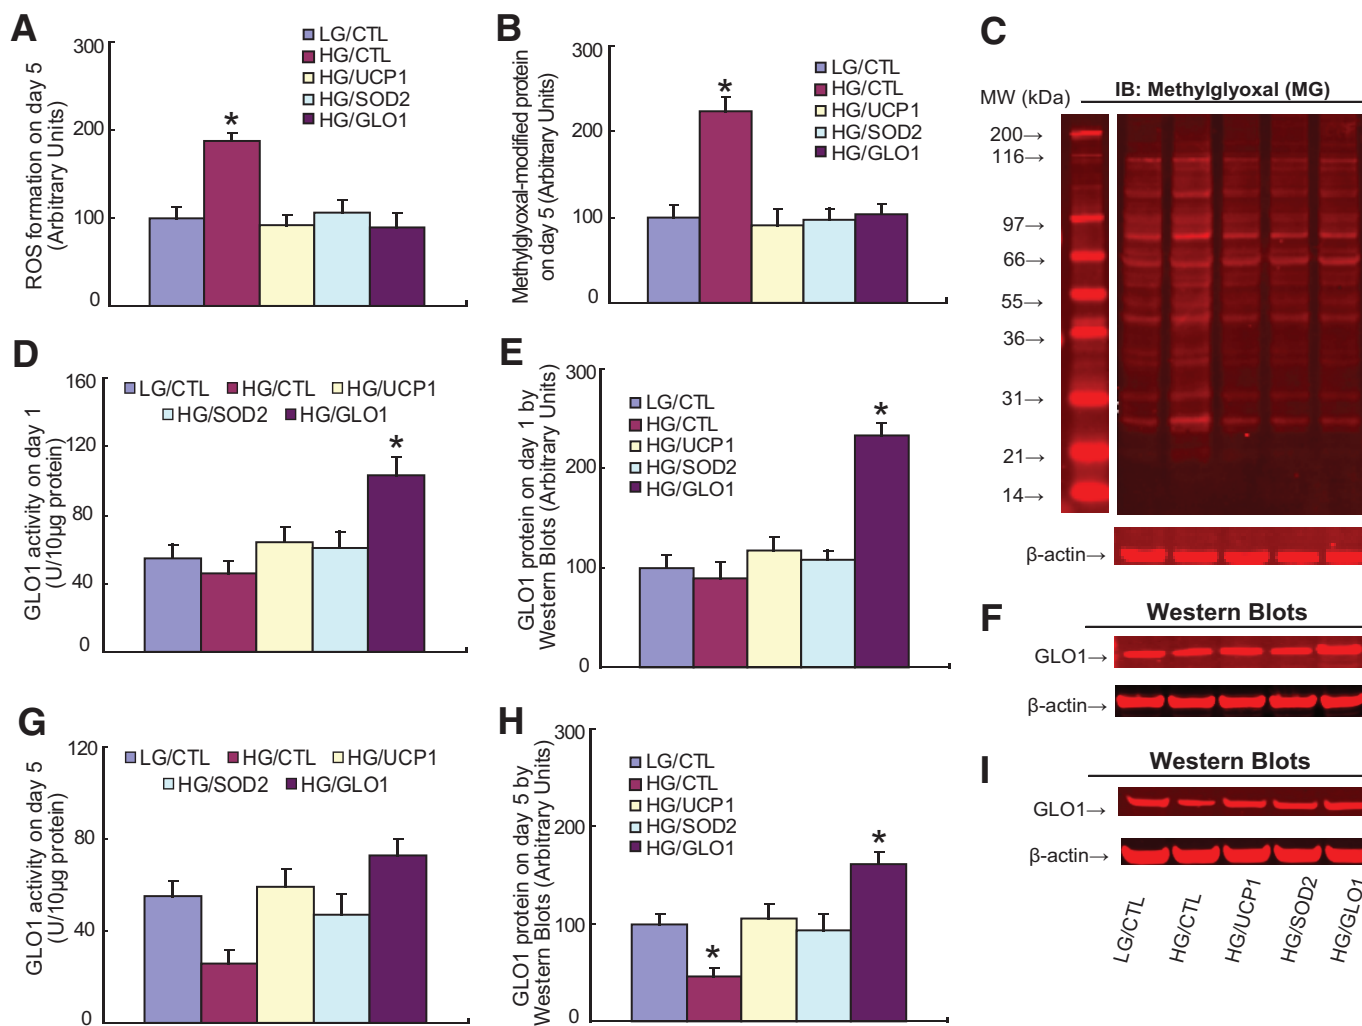 A
300
200
100
0
ROS formation on day 5
(Arbitrary Units)
*
LG/CTL
HG/CTL
HG/UCP1
HG/SOD2
HG/GLO1
B
300
200
100
0
Methylglyoxal-modified protein
on day 5 (Arbitrary Units)
*
LG/CTL
HG/CTL
HG/UCP1
HG/SOD2
HG/GLO1
C
MW (kDa)
IB: Methylglyoxal (MG)
200→
116→
97→
66→
55→
36→
31→
21→
14→
β-actin→
D
160
120
80
40
0
GLO1 activity on day 1
(U/10μg protein)
LG/CTL HG/CTL HG/UCP1
HG/SOD2 HG/GLO1
*
E
300
200
100
0
GLO1 protein on day 1 by
Western Blots (Arbitrary Units)
LG/CTL
HG/CTL
HG/UCP1
HG/SOD2
HG/GLO1
*
F
Western Blots
GLO1→
β-actin→
G
120
80
40
0
GLO1 activity on day 5
(U/10μg protein)
LG/CTL HG/CTL HG/UCP1
HG/SOD2 HG/GLO1
H
300
200
100
0
GLO1 protein on day 5 by
Western Blots (Arbitrary Units)
LG/CTL
HG/CTL
HG/UCP1
HG/SOD2
HG/GLO1
*
*
I
Western Blots
GLO1→
β-actin→
LG/CTL
HG/CTL
HG/UCP1
HG/SOD2
HG/GLO1